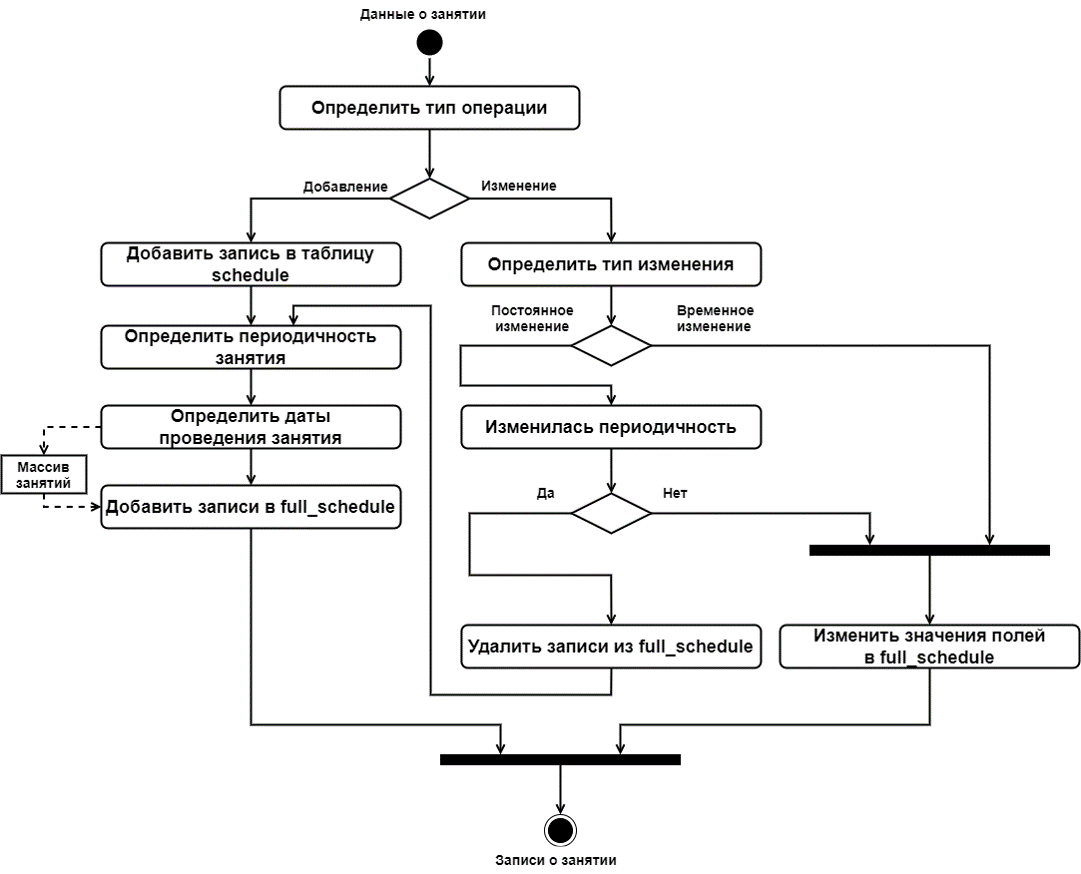 Данные о занятии
Определить тип операции
Добавление
Изменение
Добавить запись в таблицу
schedule
Определить тип изменения
Постоянное
изменение
Временное
изменение
Определить периодичность
занятия
Определить даты
проведения занятия
Изменилась периодичность
Массив
занятий
Добавить записи в full_schedule
Да
Нет
Удалить записи из full_schedule
Изменить значения полей
в full_schedule
Записи о занятии